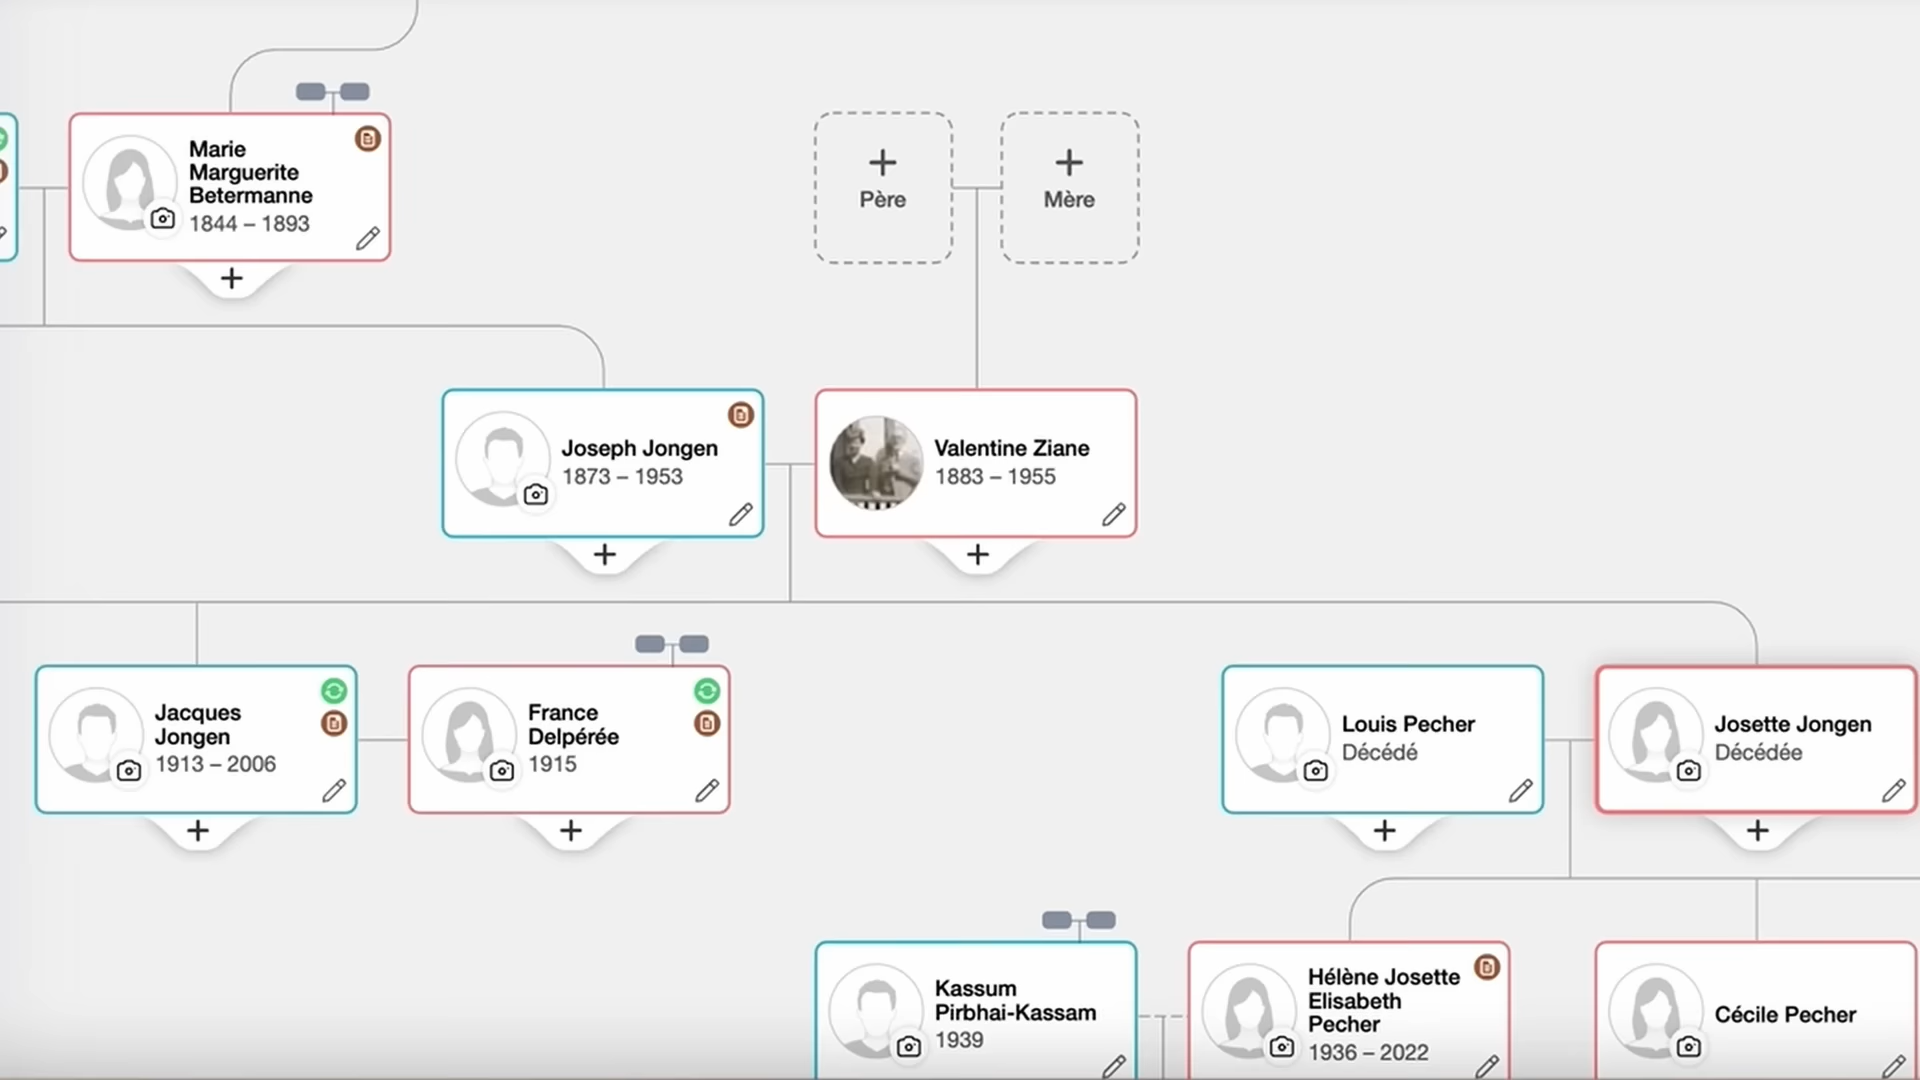 Marie
Marguerite
Betermanne
1844 – 1893
Père
Mère
Joseph Jongen
1873 – 1953
Valentine Ziane
1883 – 1955
Jacques
Jongen
1913 – 2006
France
Delpérée
1915
Louis Pecher
Décédé
Josette Jongen
Décédée
Kassum
Pirbhai-Kassam
1939
Hélène Josette
Elisabeth
Pecher
1936 – 2022
Cécile Pecher